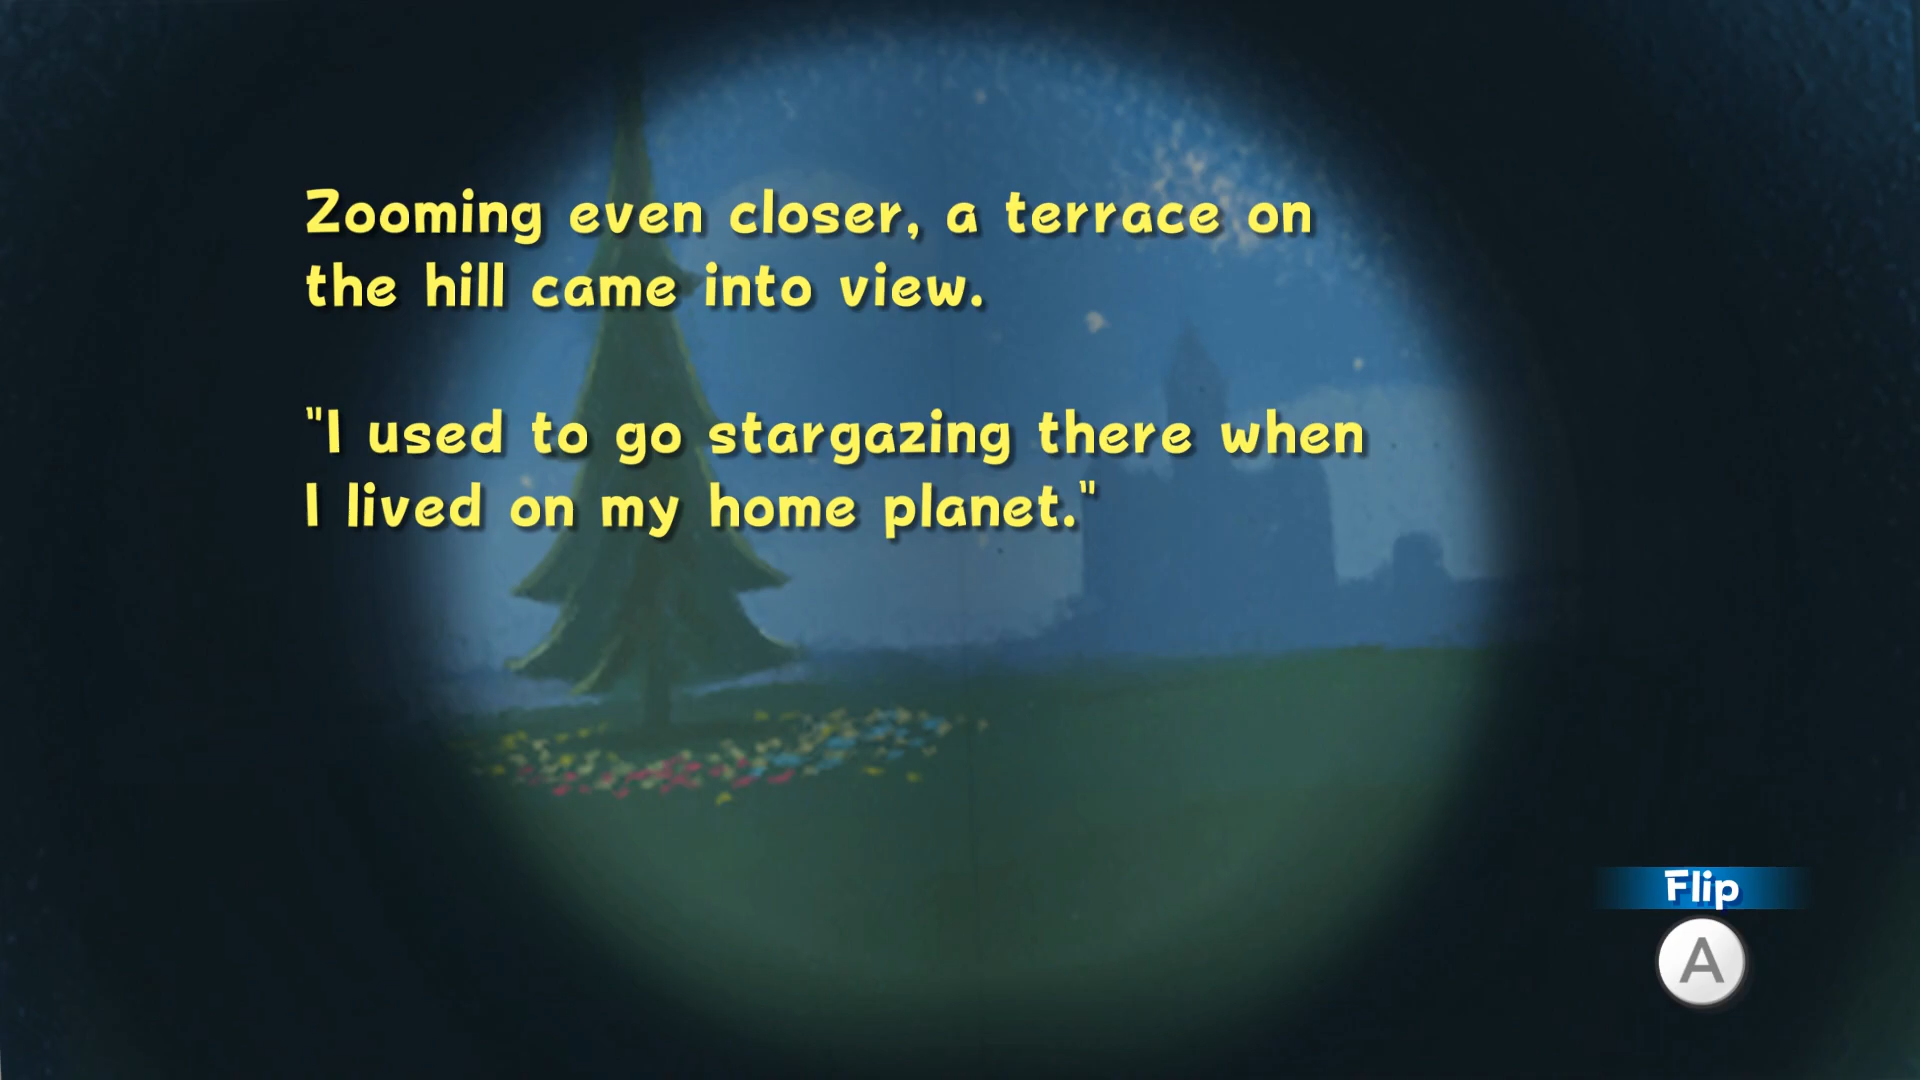 Zooming even closer, a terrace on
the hill came into view.
"I used to go stargazing there when
I lived on my home planet."
Flip
A